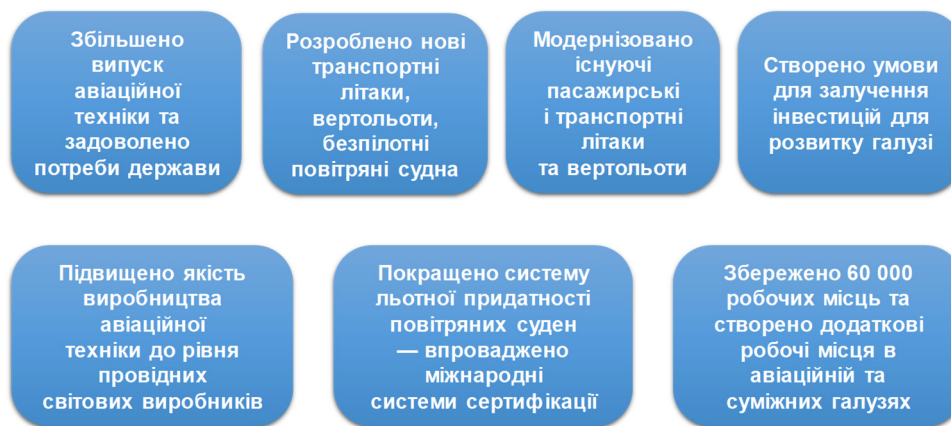 Збільшено
випуск
авіаційної
техніки та
задоволено
потреби держави
Розроблено нові
транспортні
літаки,
вертольоти,
безпілотні
повітряні судна
Модернізовано
існуючі
пасажирські
і транспортні
літаки
та вертольоти
Створено умови
для залучення
інвестицій для
розвитку галузі
Підвищено якість
виробництва
авіаційної
техніки до рівня
провідних
світових виробників
Покращено систему
льотної придатності
повітряних суден
— впроваджено
міжнародні
системи сертифікації
Збережено 60 000
робочих місць та
створено додаткові
робочі місця в
авіаційній та
суміжних галузях